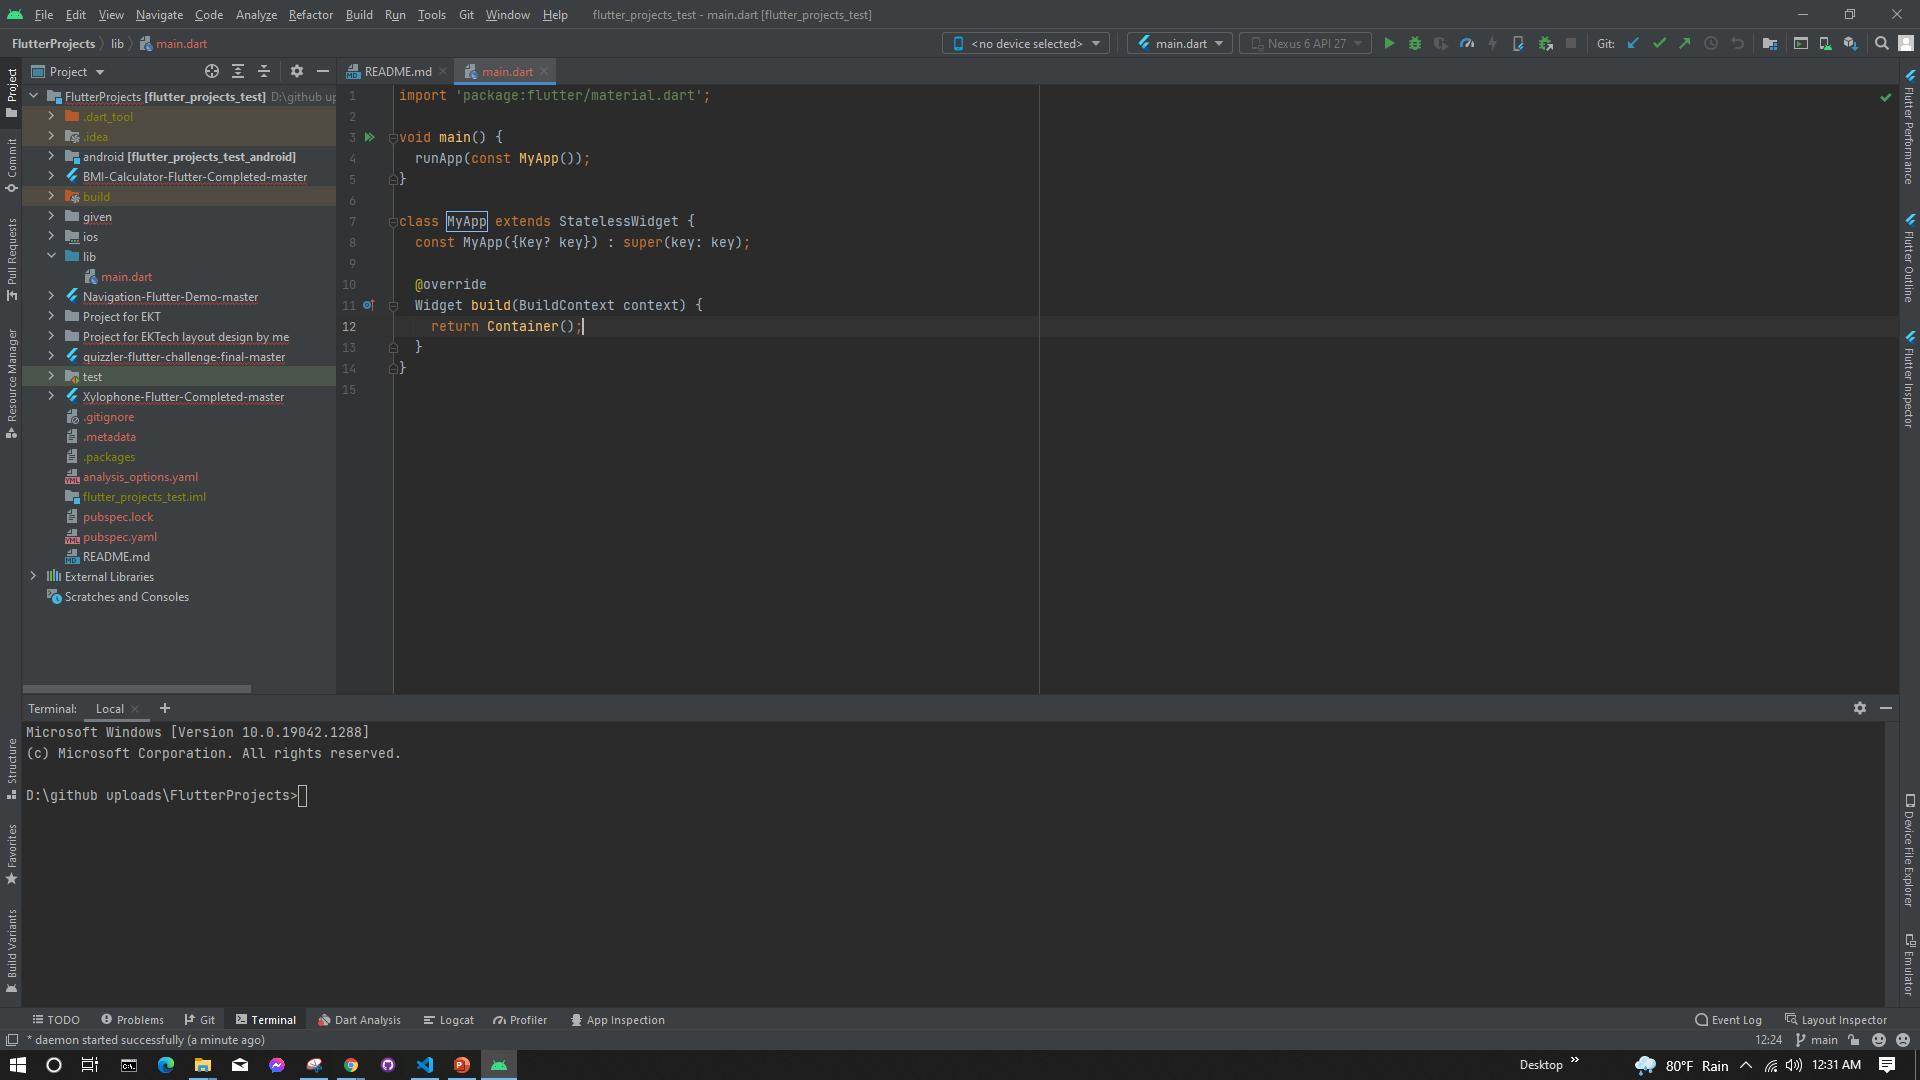 File Edit View Navigate Code Analyze Refactor Build Run Tools Git Window Help flutter_projects_test - main.dart [flutter_projects_test]
FlutterProjects lib main.dart <no device selected> main.dart Nexus 6 API 27 Git:
Project README.md main.dart
FlutterProjects [flutter_projects_test] D:\github up
.dart_tool
.idea
android [flutter_projects_test_android]
BMI-Calculator-Flutter-Completed-master
build
given
ios
lib
main.dart
Navigation-Flutter-Demo-master
Project for EKT
Project for EKTech layout design by me
quizzler-flutter-challenge-final-master
test
Xylophone-Flutter-Completed-master
.gitignore
.metadata
.packages
analysis_options.yaml
flutter_projects_test.iml
pubspec.lock
pubspec.yaml
README.md
External Libraries
Scratches and Consoles
1 import 'package:flutter/material.dart';
2
3 void main() {
4 runApp(const MyApp());
5 }
6
7 class MyApp extends StatelessWidget {
8 const MyApp({Key? key}) : super(key: key);
9
10 @override
11 Widget build(BuildContext context) {
12 return Container();
13 }
14 }
15
Project
Commit
Pull Requests
Resource Manager
Structure
Favorites
Build Variants
Flutter Performance
Flutter Outline
Flutter Inspector
Device File Explorer
Emulator
Terminal: Local
Microsoft Windows [Version 10.0.19042.1288]
(c) Microsoft Corporation. All rights reserved.
D:\github uploads\FlutterProjects>
TODO Problems Git Terminal Dart Analysis Logcat Profiler App Inspection Event Log Layout Inspector
* daemon started successfully (a minute ago) 12:24 main
Desktop 80°F Rain 12:31 AM